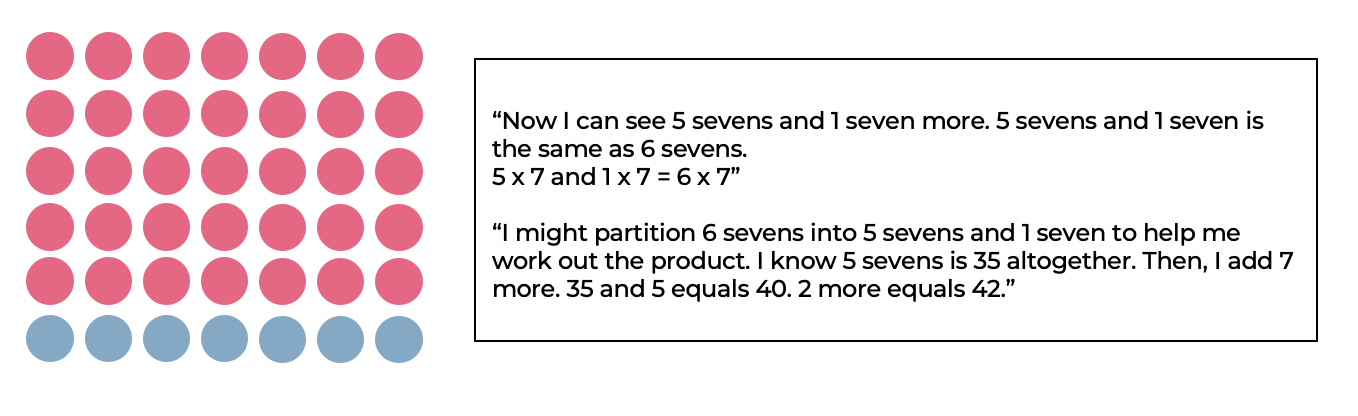 “Now I can see 5 sevens and 1 seven more. 5 sevens and 1 seven is
the same as 6 sevens.
5 x 7 and 1 x 7 = 6 x 7”
“I might partition 6 sevens into 5 sevens and 1 seven to help me
work out the product. I know 5 sevens is 35 altogether. Then, I add 7
more. 35 and 5 equals 40. 2 more equals 42.”